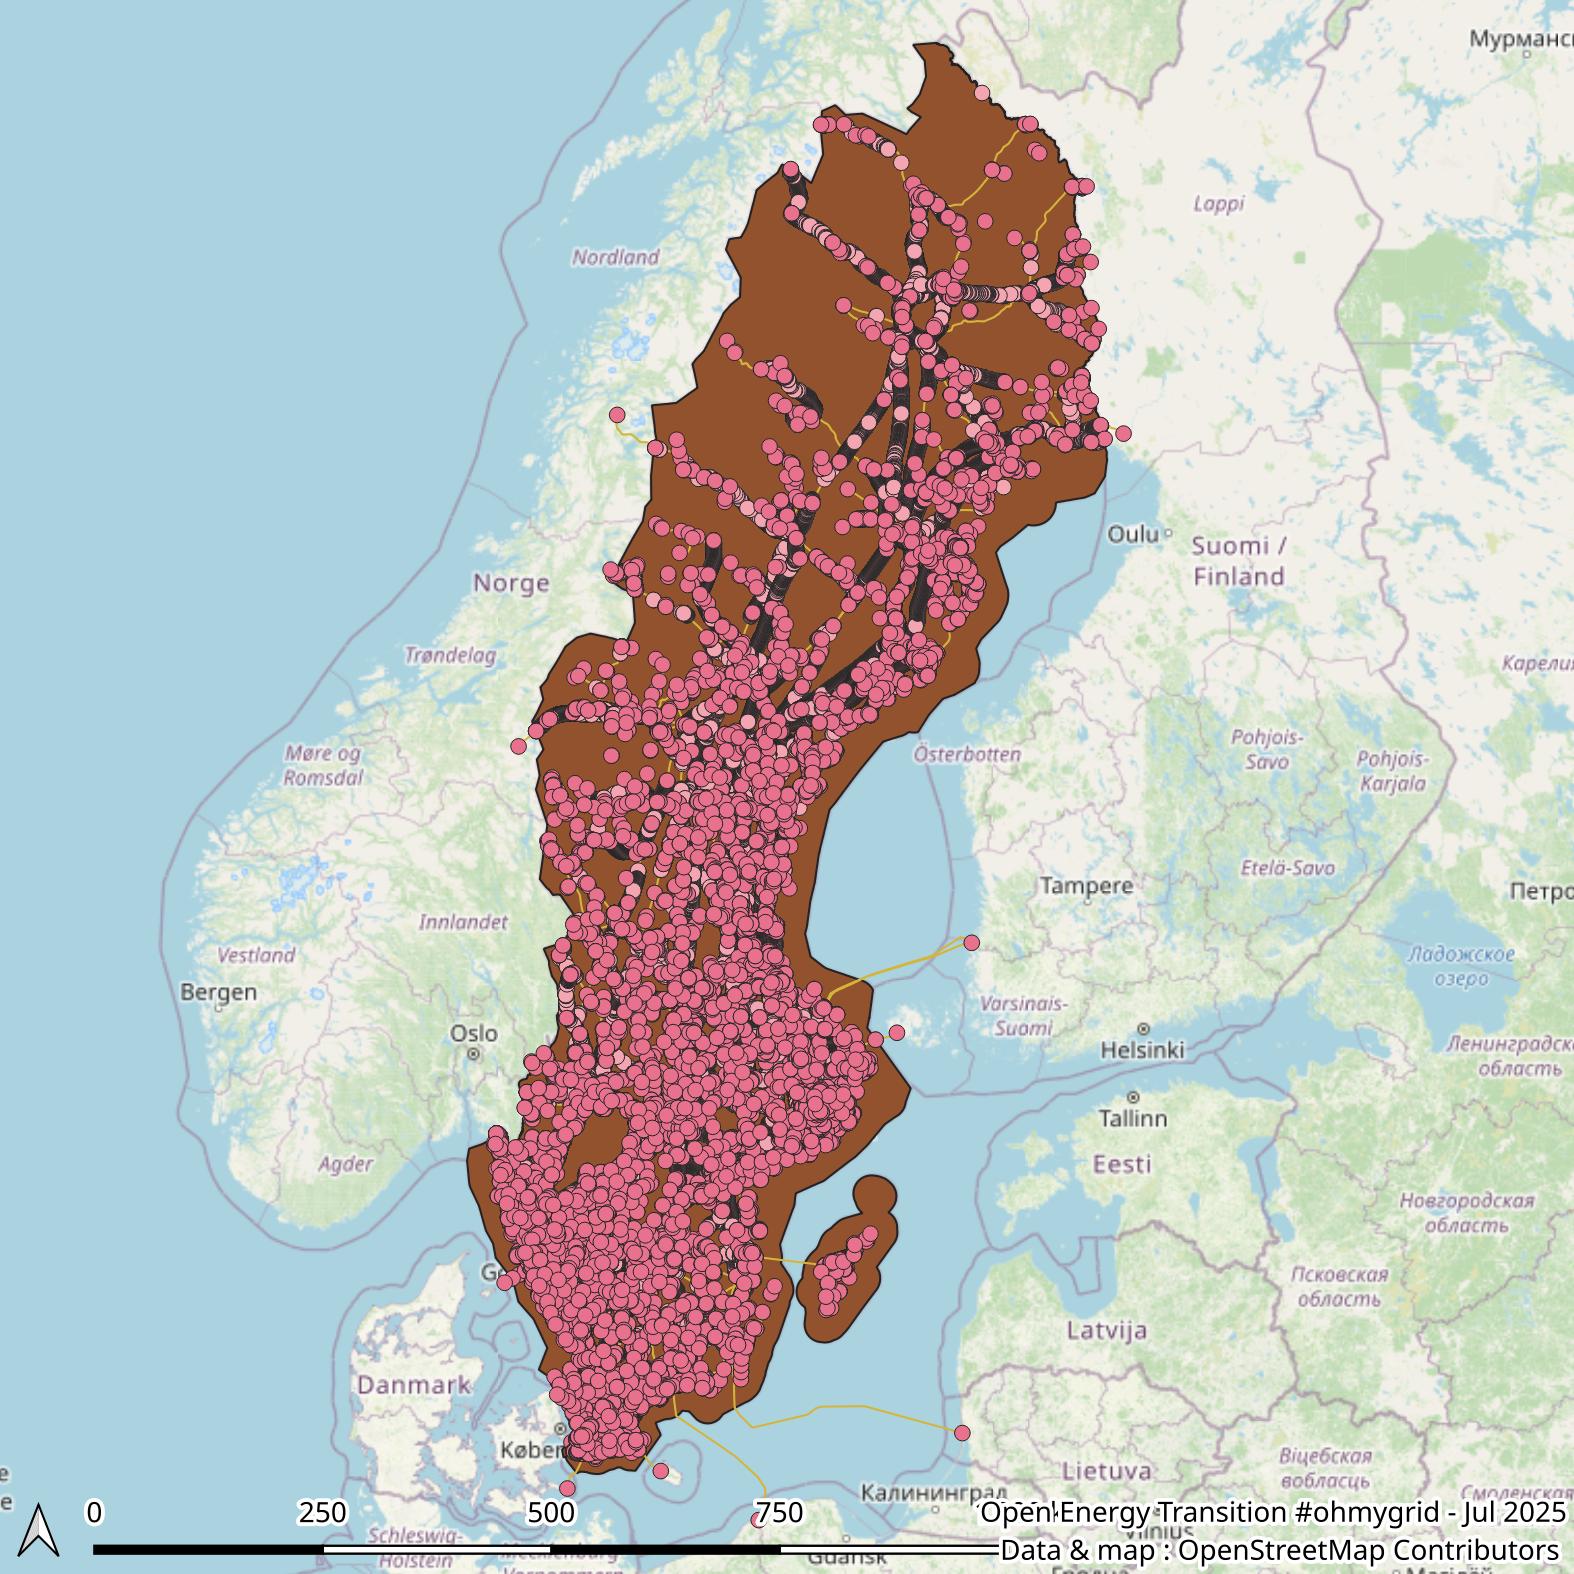 Мурманск
Lappi
Nordland
Oulu
Suomi /
Finland
Norge
Trøndelag
Карелия
Møre og
Romsdal
Österbotten
Pohjois-
Savo
Pohjois-
Karjala
Etelä-Savo
Tampere
Innlandet
Vestland
Ладожское
озеро
Bergen
Varsinais-
Suomi
Oslo
Helsinki
Ленинградская
область
Tallinn
Agder
Eesti
Новгородская
область
Псковская
область
Latvija
Danmark
Віцебская
вобласць
Lietuva
Калининград
Смоленская
0 250 500 750
Open Energy Transition #ohmygrid - Jul 2025
Vilnius
Schleswig-
Holstein
Gdańsk
Data & map : OpenStreetMap Contributors